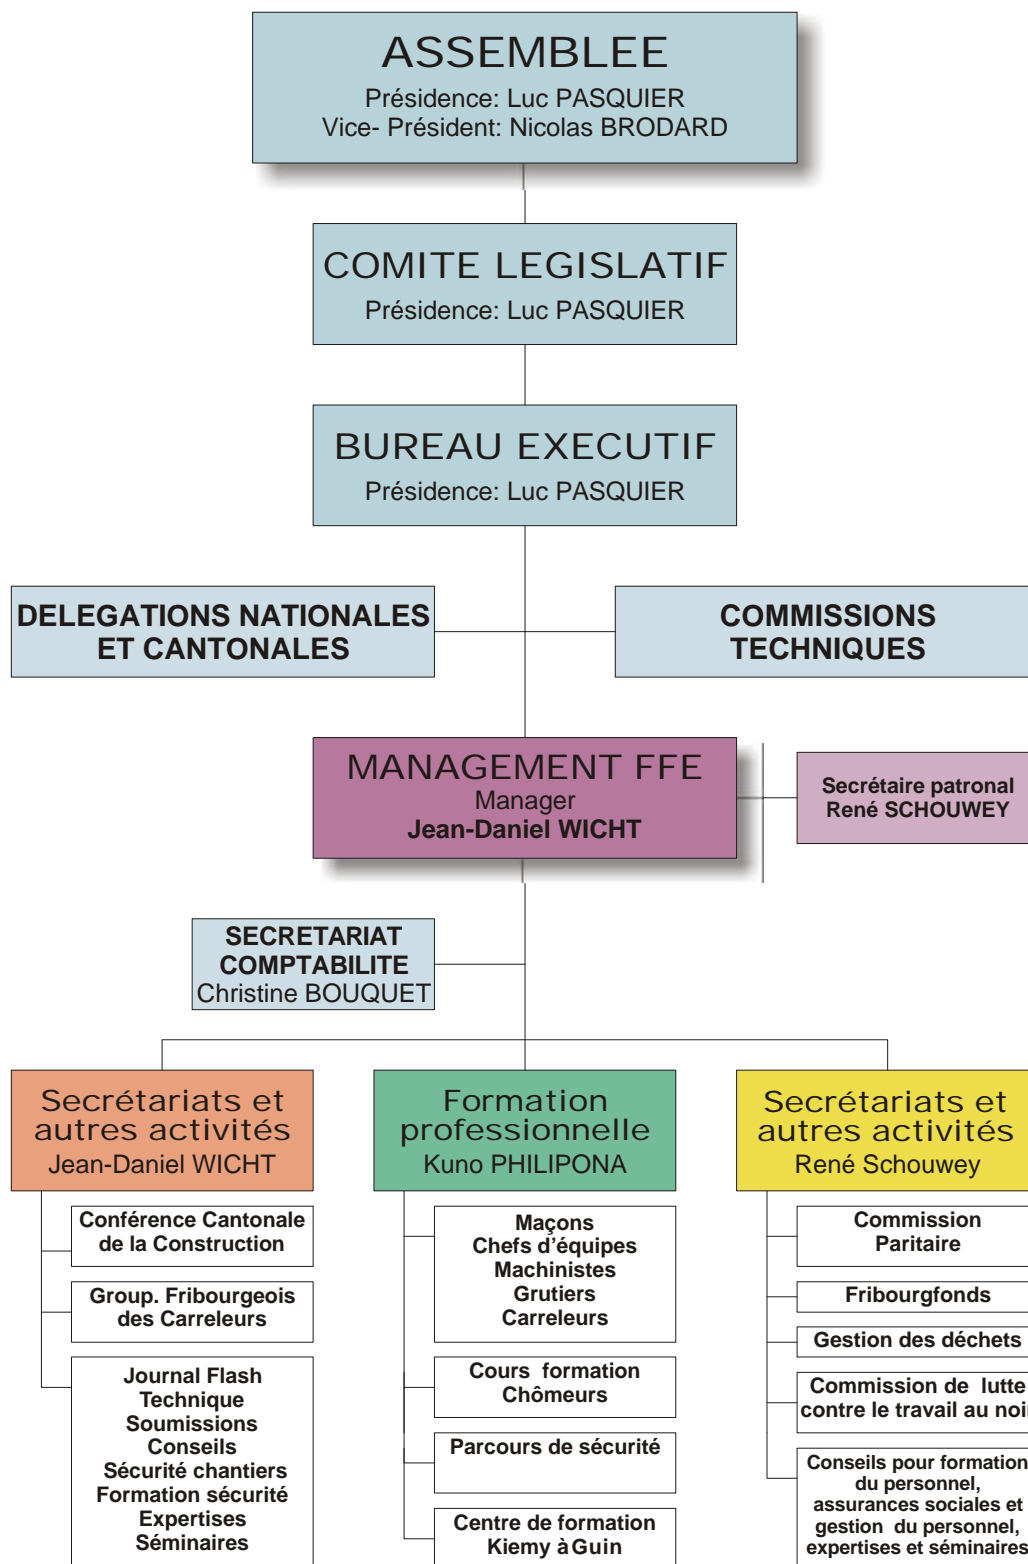 ASSEMBLEE
Présidence: Luc PASQUIER
Vice- Président: Nicolas BRODARD
COMITE LEGISLATIF
Présidence: Luc PASQUIER
BUREAU EXECUTIF
Présidence: Luc PASQUIER
DELEGATIONS NATIONALES
ET CANTONALES
COMMISSIONS
TECHNIQUES
MANAGEMENT FFE
Manager
Jean-Daniel WICHT
Secrétaire patronal
René SCHOUWEY
SECRETARIAT
COMPTABILITE
Christine BOUQUET
Secrétariats et
autres activités
Jean-Daniel WICHT
Conférence Cantonale
de la Construction
Group. Fribourgeois
des Carreleurs
Journal Flash
Technique
Soumissions
Conseils
Sécurité chantiers
Formation sécurité
Expertises
Séminaires
Formation
professionnelle
Kuno PHILIPONA
Maçons
Chefs d'équipes
Machinistes
Grutiers
Carreleurs
Cours formation
Chômeurs
Parcours de sécurité
Centre de formation
Kiemy à Guin
Secrétariats et
autres activités
René Schouwey
Commission
Paritaire
Fribourgfonds
Gestion des déchets
Commission de lutte
contre le travail au noir
Conseils pour formation
du personnel,
assurances sociales et
gestion du personnel,
expertises et séminaires